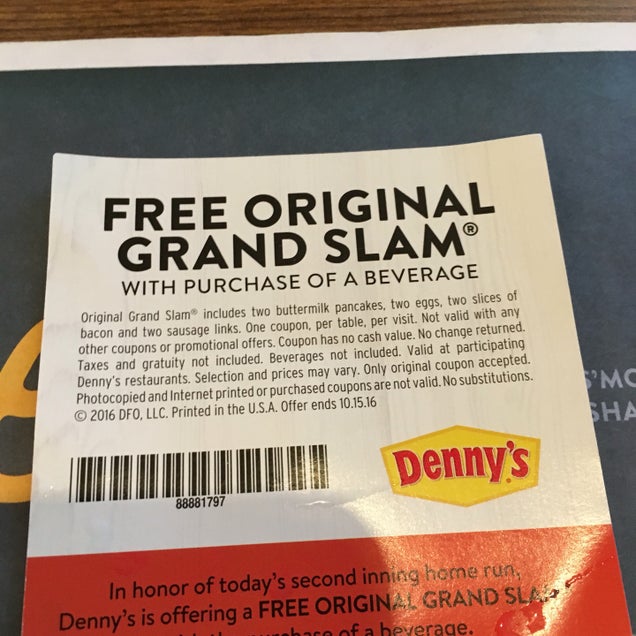 FREE ORIGINAL
GRAND SLAM®
WITH PURCHASE OF A BEVERAGE
Original Grand Slam® includes two buttermilk pancakes, two eggs, two slices of
bacon and two sausage links. One coupon, per table, per visit. Not valid with any
other coupons or promotional offers. Coupon has no cash value. No change returned.
Taxes and gratuity not included. Beverages not included. Valid at participating
Denny's restaurants. Selection and prices may vary. Only original coupon accepted.
Photocopied and Internet printed or purchased coupons are not valid. No substitutions.
© 2016 DFO, LLC. Printed in the U.S.A. Offer ends 10.15.16
88881797
Denny's
In honor of today's second inning home run,
Denny's is offering a FREE ORIGINAL GRAND SLAM
of a beverage.
S'MO
SHA